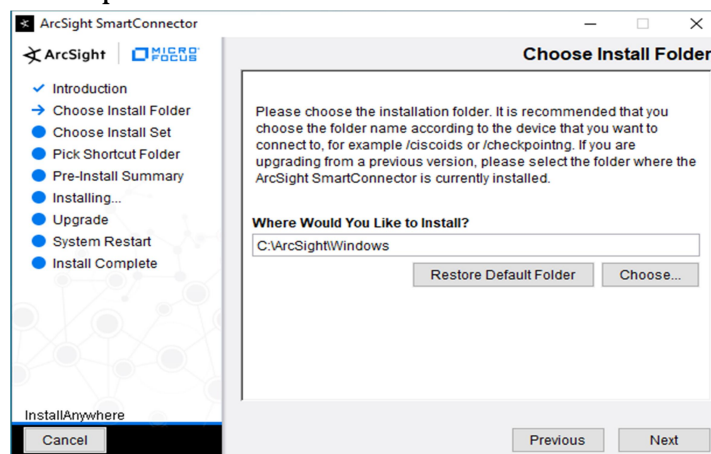 ArcSight SmartConnector
ArcSight
MICRO
FOCUS
Choose Install Folder
Introduction
Choose Install Folder
Choose Install Set
Pick Shortcut Folder
Pre-Install Summary
Installing...
Upgrade
System Restart
Install Complete
Please choose the installation folder. It is recommended that you
choose the folder name according to the device that you want to
connect to, for example /ciscoids or /checkpointng. If you are
upgrading from a previous version, please select the folder where the
ArcSight SmartConnector is currently installed.
Where Would You Like to Install?
C:\ArcSight\Windows
Restore Default Folder
Choose...
InstallAnywhere
Cancel
Previous
Next